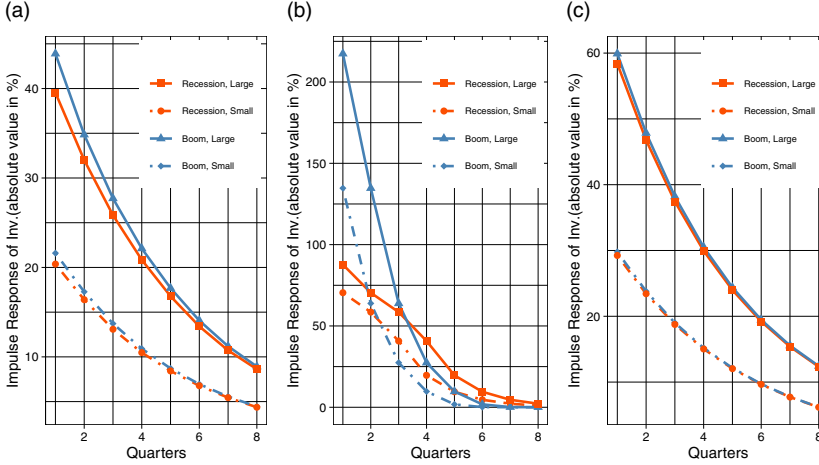 (a)
Impulse Response of Inv.(absolute value in %)
40
30
20
10
2
4
6
8
Quarters
Recession, Large
Recession, Small
Boom, Large
Boom, Small
(b)
Impulse Response of Inv.(absolute value in %)
200
150
100
50
0
2
4
6
8
Quarters
Recession, Large
Recession, Small
Boom, Large
Boom, Small
(c)
Impulse Response of Inv.(absolute value in %)
60
40
20
2
4
6
8
Quarters
Recession, Large
Recession, Small
Boom, Large
Boom, Small